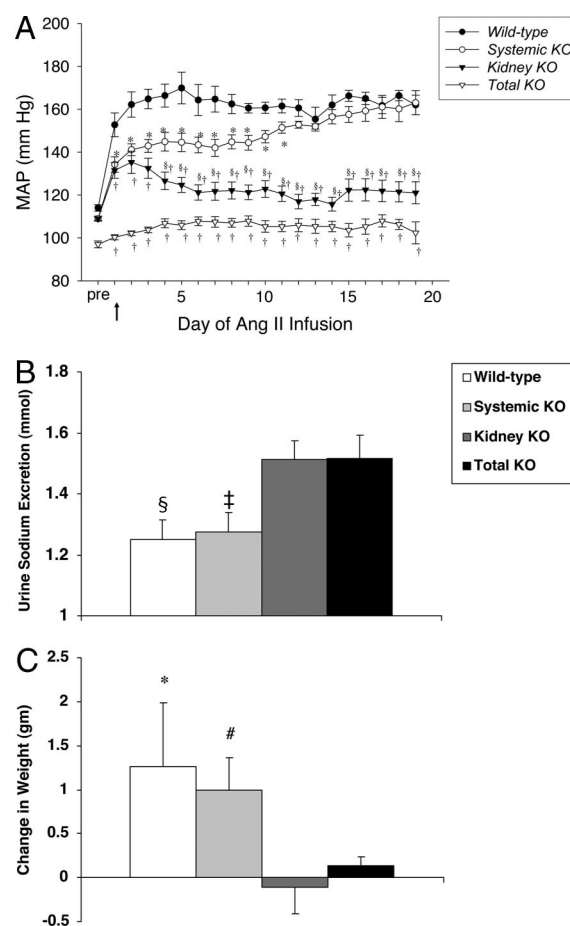 A
MAP (mm Hg)
200
180
160
140
120
100
80
Wild-type
Systemic KO
Kidney KO
Total KO
* * * * * * * * * * *
§† §† §† §† §† §† §† §† §† §† §† §† §† §† §† §†
† † †
† † † † † † † † † † † † † † † † † † †
pre 5 10 15 20
Day of Ang II Infusion
B
Urine Sodium Excretion (mmol)
1.8
1.6
1.4
1.2
1
§ ‡
Wild-type
Systemic KO
Kidney KO
Total KO
C
Change in Weight (gm)
2.5
2
1.5
1
0.5
0
-0.5
* #